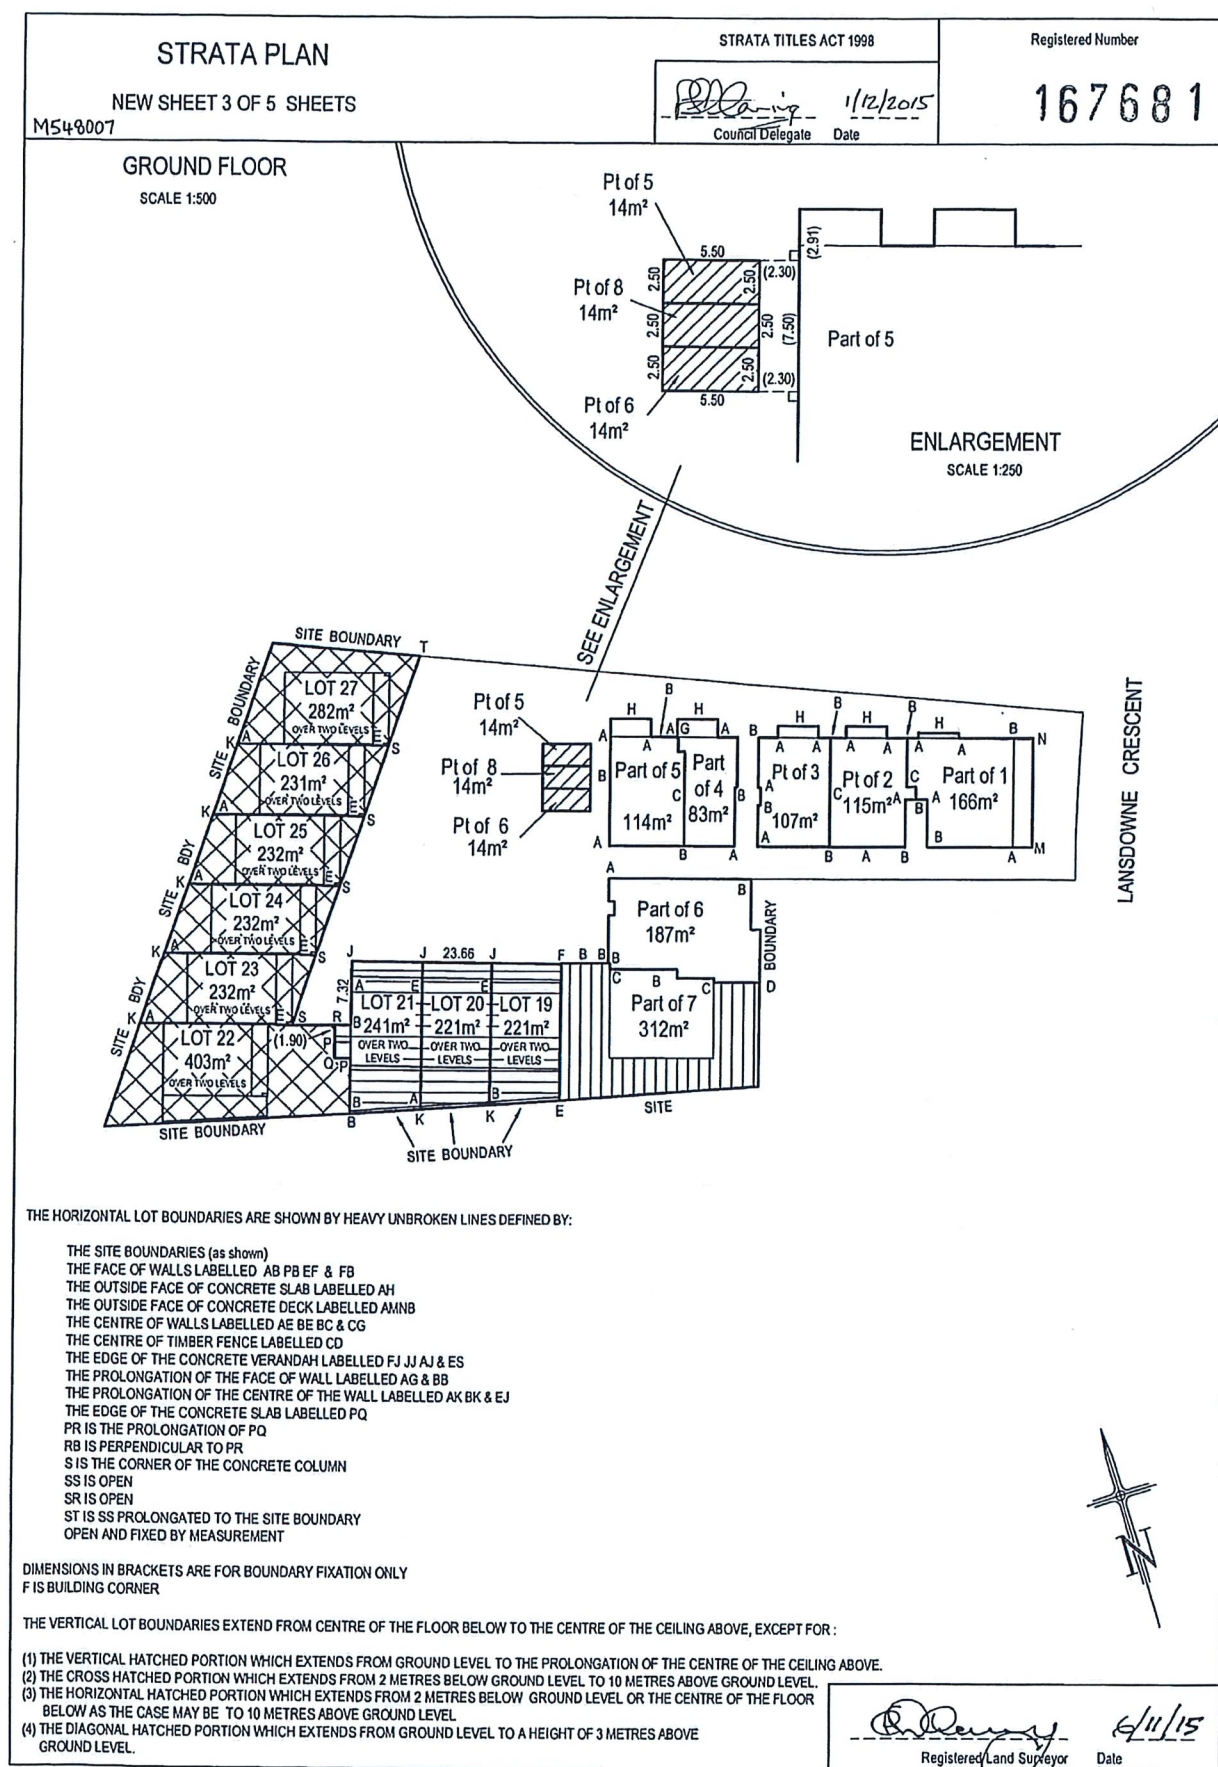 STRATA PLAN
NEW SHEET 3 OF 5 SHEETS
M548007
STRATA TITLES ACT 1998
1/12/2015
Council Delegate Date
Registered Number
167681
GROUND FLOOR
SCALE 1:500
Pt of 5
14m²
Pt of 8
14m²
Pt of 6
14m²
5.50
2.50
2.50
(2.30)
(2.91)
2.50
2.50
(7.50)
2.50
2.50
(2.30)
5.50
Part of 5
ENLARGEMENT
SCALE 1:250
SEE ENLARGEMENT
SITE BOUNDARY
T
SITE BOUNDARY
LOT 27
282m²
OVER TWO LEVELS
E
K A
S
LOT 26
231m²
OVER TWO LEVELS
E
K A
S
LOT 25
232m²
OVER TWO LEVELS
E
SITE BDY
K A
S
LOT 24
232m²
OVER TWO LEVELS
E
K A
S
LOT 23
232m²
OVER TWO LEVELS
E
SITE BDY
K A
S
LOT 22
403m²
OVER TWO LEVELS
(1.90)
SITE BOUNDARY
Pt of 5
14m²
Pt of 8
14m²
Pt of 6
14m²
B
H A G H A B
A A
B
Part of 5
114m²
C
Part
of 4
83m²
B
A B A
B B
H H H B N
A A A A A A
Pt of 3
107m²
A
B
A
C
Pt of 2
115m²
A
C
B
A
Part of 1
166m²
B
B A B A M
LANSDOWNE CRESCENT
A
Part of 6
187m²
B
BOUNDARY
D
J J 23.66 J F B B B
C B C
7.32
A E E
R B
LOT 21
241m²
OVER TWO
LEVELS
LOT 20
221m²
OVER TWO
LEVELS
LOT 19
221m²
OVER TWO
LEVELS
Part of 7
312m²
P
Q P
B A B
B K K E SITE
SITE BOUNDARY
THE HORIZONTAL LOT BOUNDARIES ARE SHOWN BY HEAVY UNBROKEN LINES DEFINED BY:
THE SITE BOUNDARIES (as shown)
THE FACE OF WALLS LABELLED AB PB EF & FB
THE OUTSIDE FACE OF CONCRETE SLAB LABELLED AH
THE OUTSIDE FACE OF CONCRETE DECK LABELLED AMNB
THE CENTRE OF WALLS LABELLED AE BE BC & CG
THE CENTRE OF TIMBER FENCE LABELLED CD
THE EDGE OF THE CONCRETE VERANDAH LABELLED FJ JJ AJ & ES
THE PROLONGATION OF THE FACE OF WALL LABELLED AG & BB
THE PROLONGATION OF THE CENTRE OF THE WALL LABELLED AK BK & EJ
THE EDGE OF THE CONCRETE SLAB LABELLED PQ
PR IS THE PROLONGATION OF PQ
RB IS PERPENDICULAR TO PR
S IS THE CORNER OF THE CONCRETE COLUMN
SS IS OPEN
SR IS OPEN
ST IS SS PROLONGATED TO THE SITE BOUNDARY
OPEN AND FIXED BY MEASUREMENT
DIMENSIONS IN BRACKETS ARE FOR BOUNDARY FIXATION ONLY
F IS BUILDING CORNER
THE VERTICAL LOT BOUNDARIES EXTEND FROM CENTRE OF THE FLOOR BELOW TO THE CENTRE OF THE CEILING ABOVE, EXCEPT FOR :
(1) THE VERTICAL HATCHED PORTION WHICH EXTENDS FROM GROUND LEVEL TO THE PROLONGATION OF THE CENTRE OF THE CEILING ABOVE.
(2) THE CROSS HATCHED PORTION WHICH EXTENDS FROM 2 METRES BELOW GROUND LEVEL TO 10 METRES ABOVE GROUND LEVEL.
(3) THE HORIZONTAL HATCHED PORTION WHICH EXTENDS FROM 2 METRES BELOW GROUND LEVEL OR THE CENTRE OF THE FLOOR
BELOW AS THE CASE MAY BE TO 10 METRES ABOVE GROUND LEVEL
(4) THE DIAGONAL HATCHED PORTION WHICH EXTENDS FROM GROUND LEVEL TO A HEIGHT OF 3 METRES ABOVE
GROUND LEVEL.
N
6/11/15
Registered Land Surveyor Date